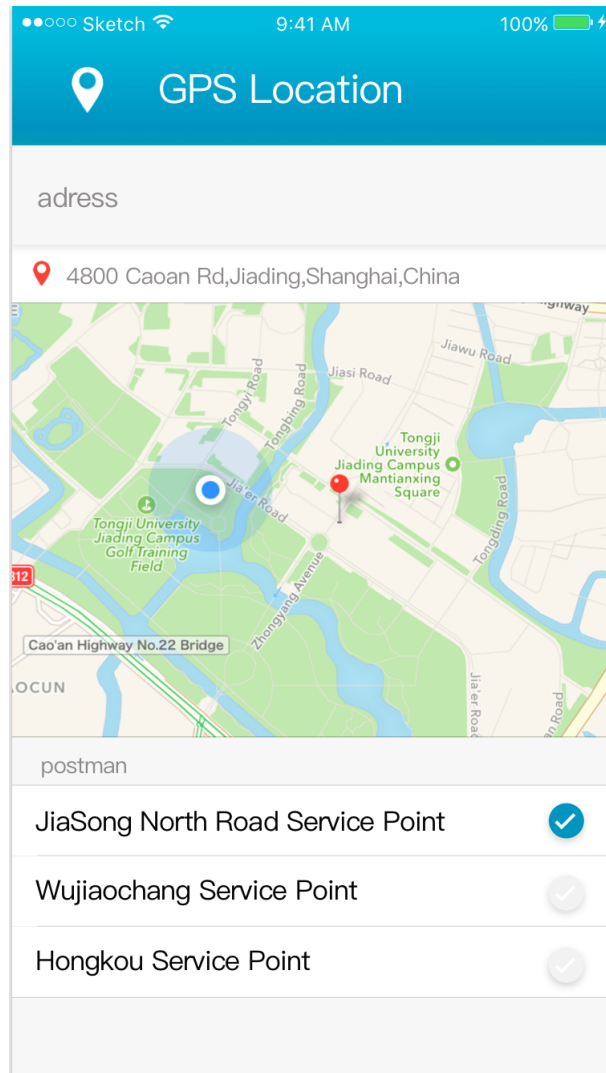 Sketch 9:41 AM 100%
GPS Location
adress
4800 Caoan Rd,Jiading,Shanghai,China
Jiawu Road
Jiasi Road
Tongyi Road
Tongbing Road
Tongji
University
Jiading Campus
Mantianxing
Square
Jia'er Road
Tongding Road
Tongji University
Jiading Campus
Golf Training
Field
312
Zhongyang Avenue
Cao'an Highway No.22 Bridge
OCUN
postman
JiaSong North Road Service Point
Wujiaochang Service Point
Hongkou Service Point